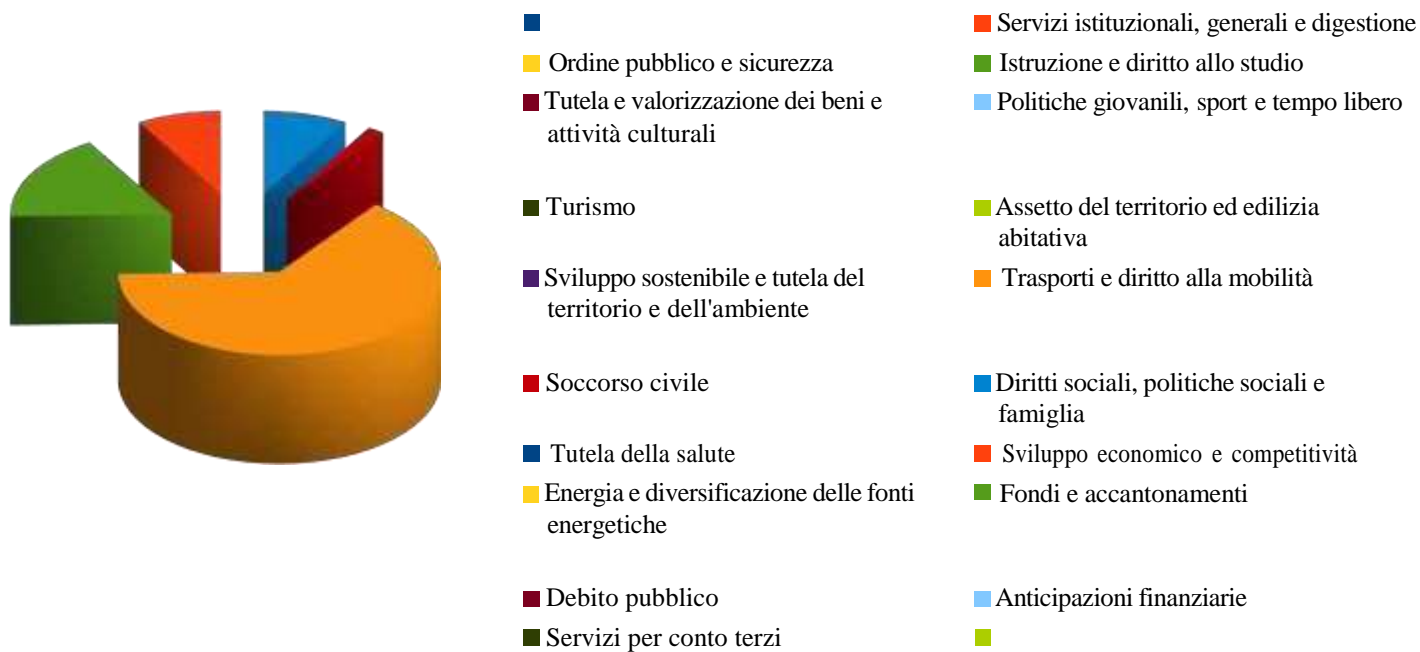 Servizi istituzionali, generali e digestione
Ordine pubblico e sicurezza
Istruzione e diritto allo studio
Tutela e valorizzazione dei beni e
attività culturali
Politiche giovanili, sport e tempo libero
Turismo
Assetto del territorio ed edilizia
abitativa
Sviluppo sostenibile e tutela del
territorio e dell'ambiente
Trasporti e diritto alla mobilità
Soccorso civile
Diritti sociali, politiche sociali e
famiglia
Tutela della salute
Sviluppo economico e competitività
Energia e diversificazione delle fonti
energetiche
Fondi e accantonamenti
Debito pubblico
Anticipazioni finanziarie
Servizi per conto terzi